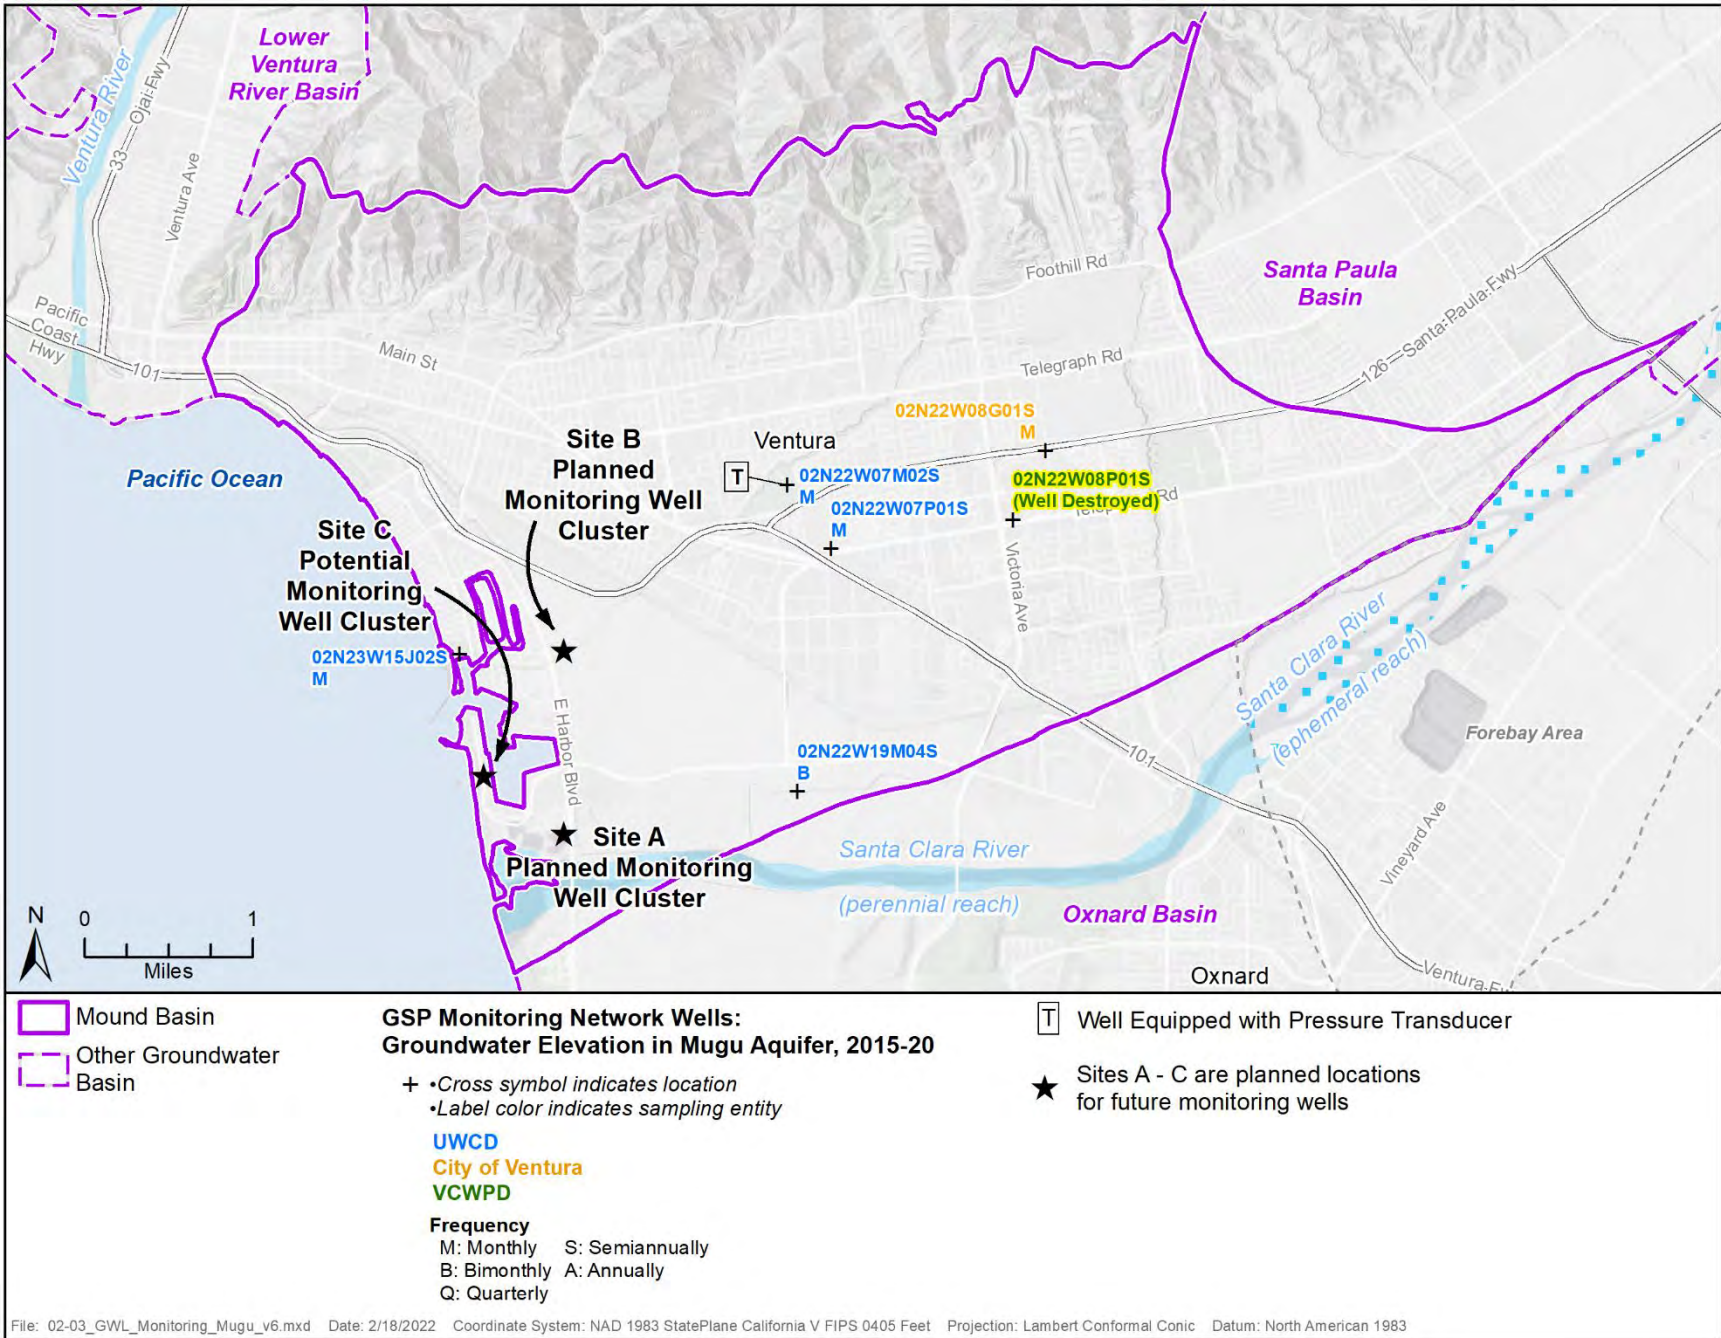 Lower
Ventura
River Basin
Ventura River
Ojai Fwy
33
Ventura Ave
Pacific
Coast
Hwy
101
Main St
Foothill Rd
Santa Paula
Basin
Telegraph Rd
126
Santa Paula Fwy
02N22W08G01S
M
Ventura
Site B
Planned
Monitoring Well
Cluster
T
02N22W07M02S
M
02N22W08P01S
(Well Destroyed)
Rd
02N22W07P01S
M
Pacific Ocean
Site C
Potential
Monitoring
Well Cluster
Victoria Ave
02N23W15J02S
M
E Harbor Blvd
Santa Clara River
(ephemeral reach)
Forebay Area
02N22W19M04S
B
101
Site A
Planned Monitoring
Well Cluster
Santa Clara River
(perennial reach)
Vineyard Ave
Oxnard Basin
Oxnard
N
0 1
Miles
Mound Basin
Other Groundwater
Basin
GSP Monitoring Network Wells:
Groundwater Elevation in Mugu Aquifer, 2015-20
•Cross symbol indicates location
•Label color indicates sampling entity
UWCD
City of Ventura
VCWPD
Frequency
M: Monthly S: Semiannually
B: Bimonthly A: Annually
Q: Quarterly
T Well Equipped with Pressure Transducer
Sites A - C are planned locations
for future monitoring wells
File: 02-03_GWL_Monitoring_Mugu_v6.mxd Date: 2/18/2022 Coordinate System: NAD 1983 StatePlane California V FIPS 0405 Feet Projection: Lambert Conformal Conic Datum: North American 1983